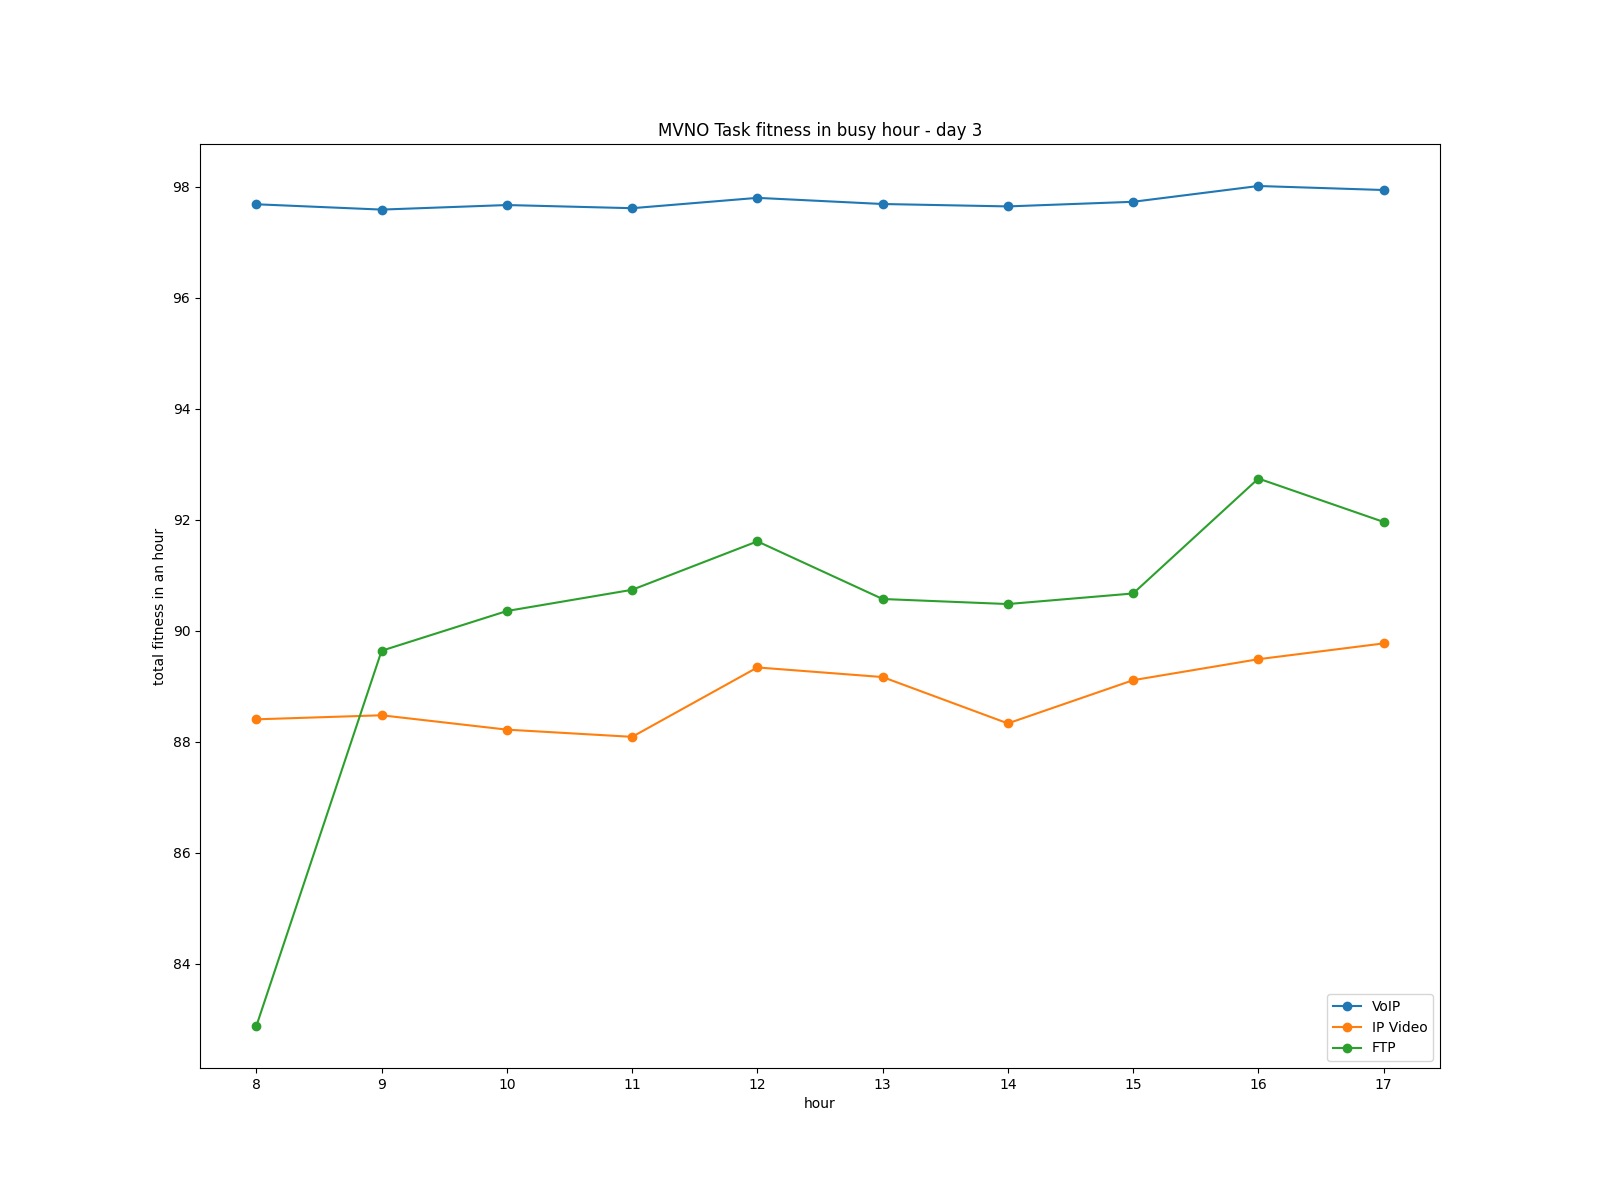 MVNO Task fitness in busy hour - day 3
98
96
94
92
90
88
86
84
total fitness in an hour
8 9 10 11 12 13 14 15 16 17
hour
VoIP
IP Video
FTP